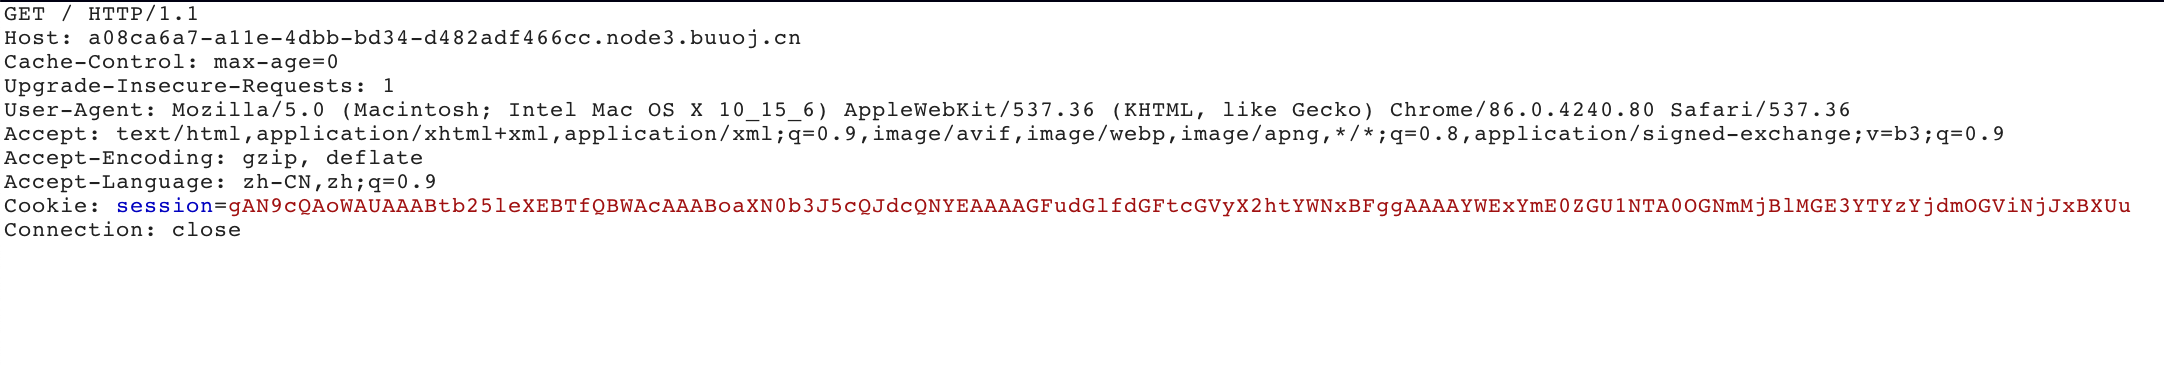 GET / HTTP/1.1
Host: a08ca6a7-a11e-4dbb-bd34-d482adf466cc.node3.buuoj.cn
Cache-Control: max-age=0
Upgrade-Insecure-Requests: 1
User-Agent: Mozilla/5.0 (Macintosh; Intel Mac OS X 10_15_6) AppleWebKit/537.36 (KHTML, like Gecko) Chrome/86.0.4240.80 Safari/537.36
Accept: text/html,application/xhtml+xml,application/xml;q=0.9,image/avif,image/webp,image/apng,*/*;q=0.8,application/signed-exchange;v=b3;q=0.9
Accept-Encoding: gzip, deflate
Accept-Language: zh-CN,zh;q=0.9
Cookie: session=gAN9cQAoWAUAAABtb25leXEBTfQBWAcAAABoaXN0b3J5cQJdcQNYEAAAAGFudGlfdGFtcGVyX2htYWNxBFggAAAAYWExYmE0ZGU1NTA0OGNmMjBlMGE3YTYzYjdmOGViNjJxBXUu
Connection: close